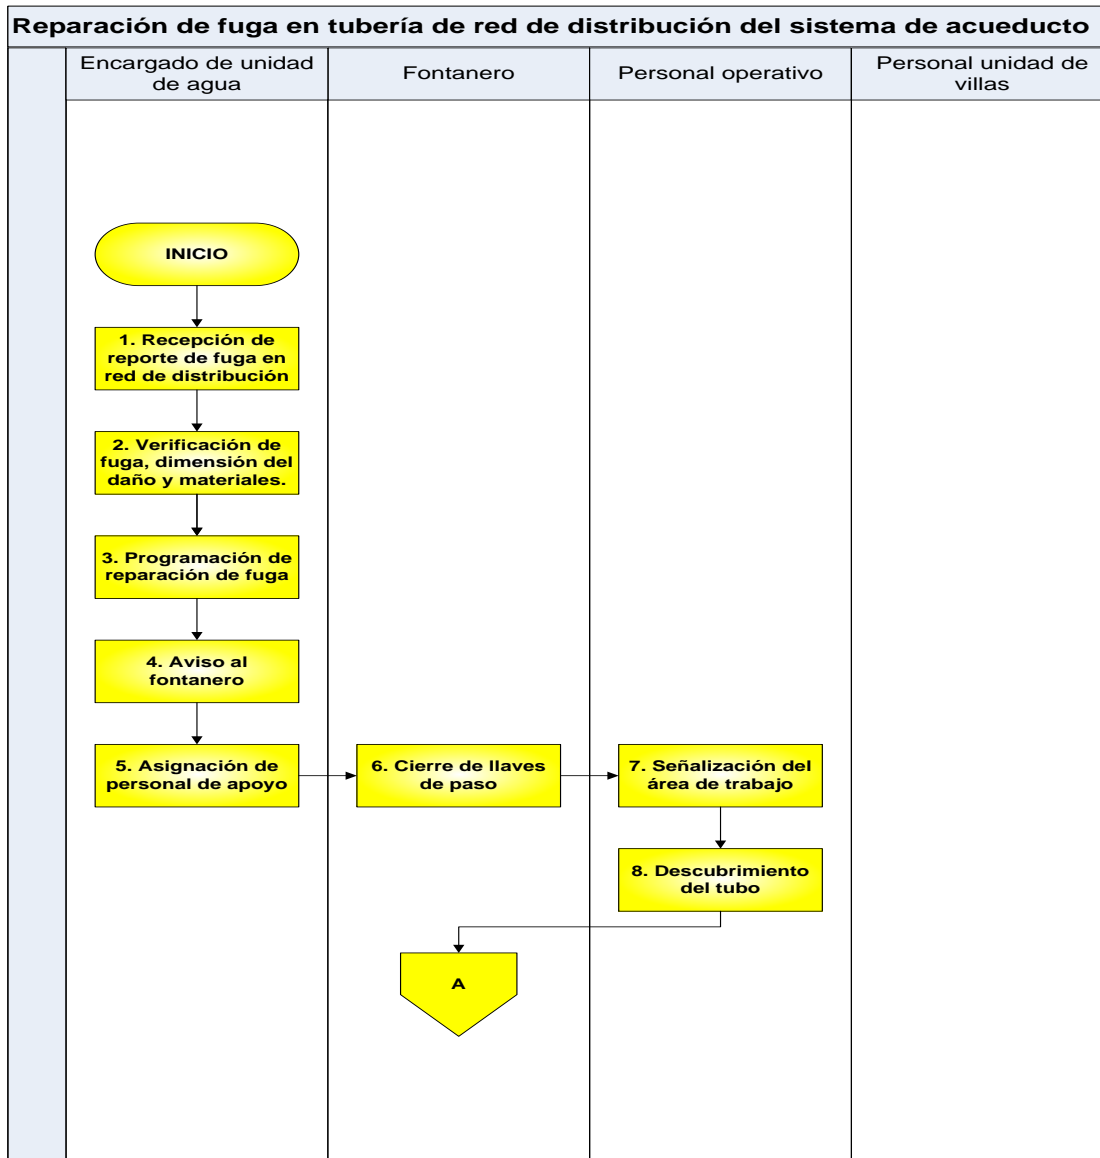 Reparación de fuga en tubería de red de distribución del sistema de acueducto
Encargado de unidad
de agua
Fontanero
Personal operativo
Personal unidad de
villas
INICIO
1. Recepción de
reporte de fuga en
red de distribución
2. Verificación de
fuga, dimensión del
daño y materiales.
3. Programación de
reparación de fuga
4. Aviso al
fontanero
5. Asignación de
personal de apoyo
6. Cierre de llaves
de paso
7. Señalización del
área de trabajo
8. Descubrimiento
del tubo
A